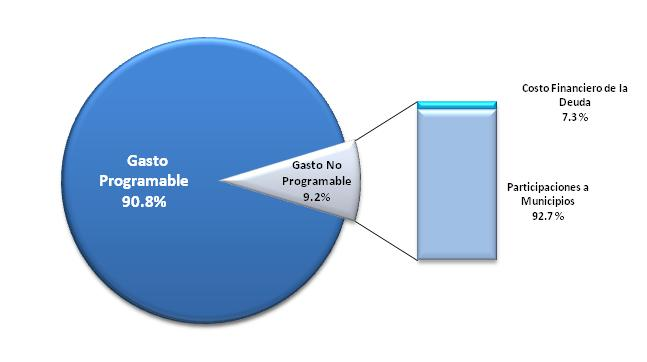 Gasto
Programable
90.8%
Gasto No
Programable
9.2%
Costo Financiero de la
Deuda
7.3%
Participaciones a
Municipios
92.7%